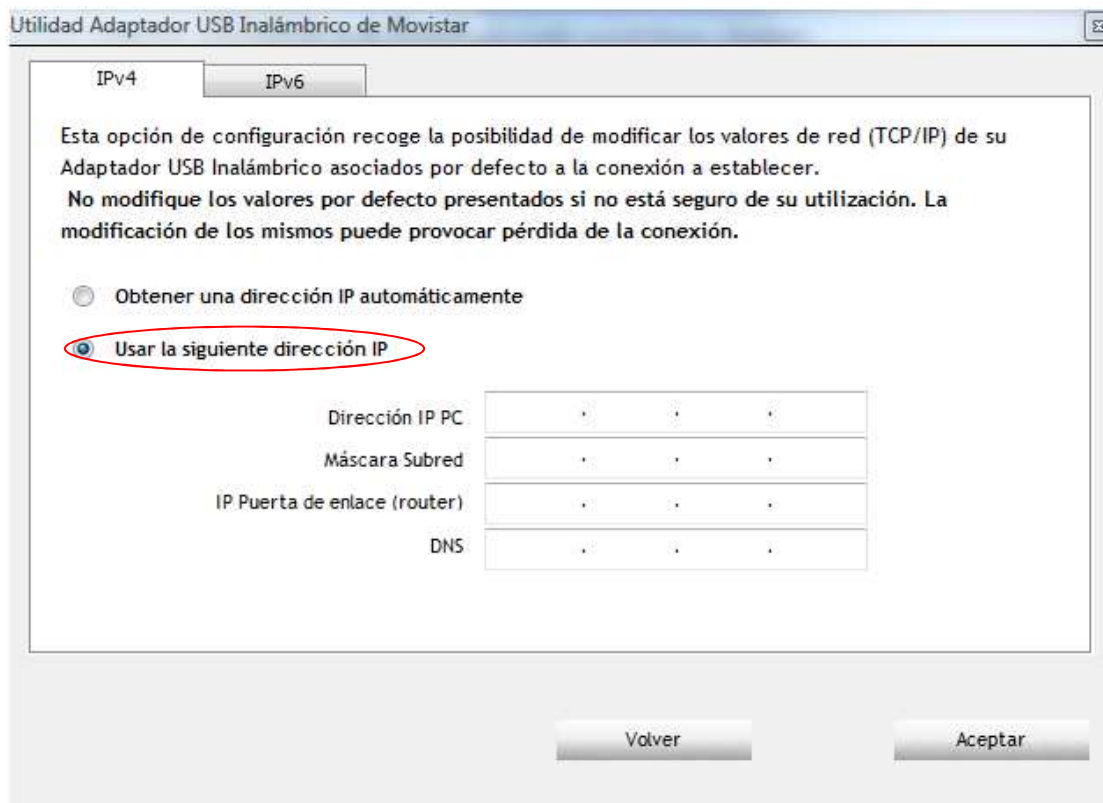 Utilidad Adaptador USB Inalámbrico de Movistar
IPv4
IPv6
Esta opción de configuración recoge la posibilidad de modificar los valores de red (TCP/IP) de su
Adaptador USB Inalámbrico asociados por defecto a la conexión a establecer.
No modifique los valores por defecto presentados si no está seguro de su utilización. La
modificación de los mismos puede provocar pérdida de la conexión.
Obtener una dirección IP automáticamente
Usar la siguiente dirección IP
Dirección IP PC . . .
Máscara Subred . . .
IP Puerta de enlace (router) . . .
DNS . . .
Volver
Aceptar